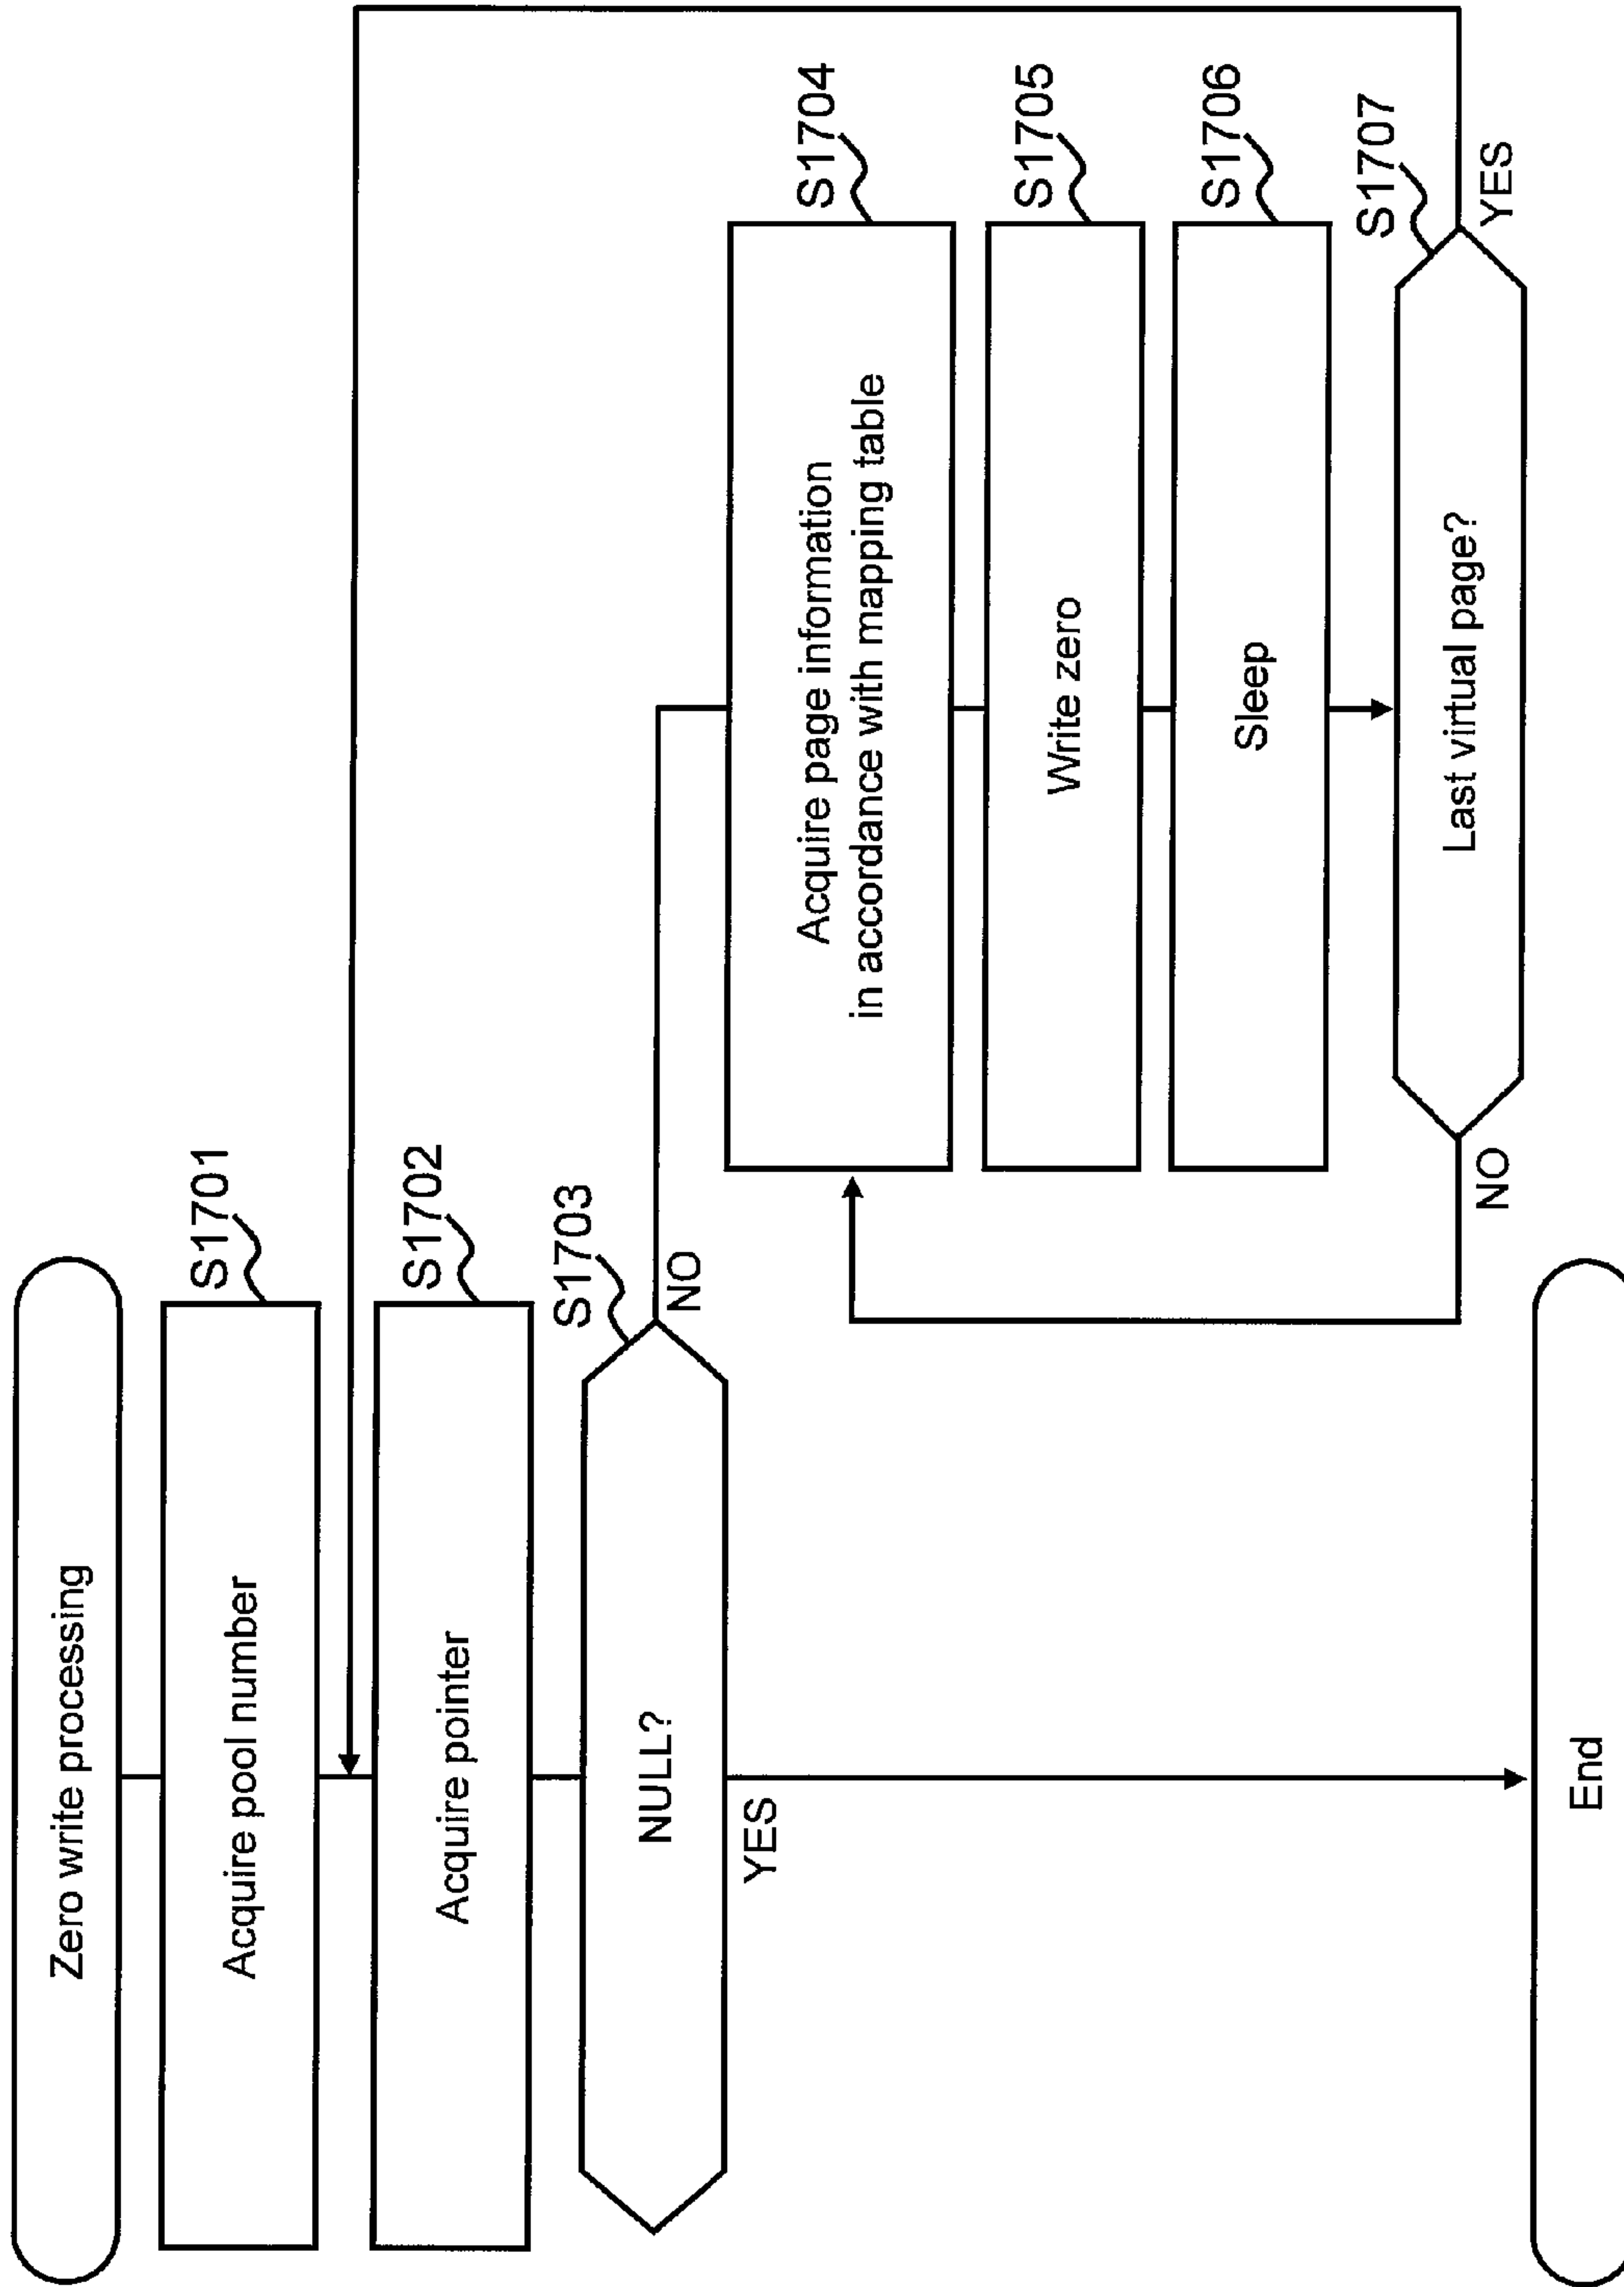 Zero write processing
Acquire pool number
S1701
Acquire pointer
S1702
NULL?
S1703
NO
YES
Acquire page information
in accordance with mapping table
S1704
Write zero
S1705
Sleep
S1706
Last virtual page?
S1707
YES
NO
End